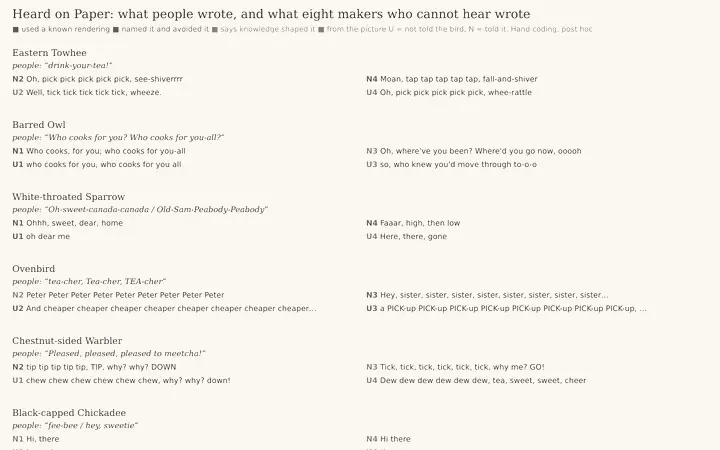 Heard on Paper: what people wrote, and what eight makers who cannot hear wrote
■ used a known rendering ■ named it and avoided it ■ says knowledge shaped it ■ from the picture U = not told the bird, N = told it. Hand coding, post hoc
Eastern Towhee
people: "drink-your-tea!"
N2 Oh, pick pick pick pick pick, see-shiverrrr
N4 Moan, tap tap tap tap tap, fall-and-shiver
U2 Well, tick tick tick tick tick, wheeze.
U4 Oh, pick pick pick pick pick, whee-rattle
Barred Owl
people: "Who cooks for you? Who cooks for you-all?"
N1 Who cooks, for you; who cooks for you-all
N3 Oh, where've you been? Where'd you go now, ooooh
U1 who cooks for you, who cooks for you all
U3 so, who knew you'd move through to-o-o
White-throated Sparrow
people: "Oh-sweet-canada-canada / Old-Sam-Peabody-Peabody"
N1 Ohhh, sweet, dear, home
N4 Faaar, high, then low
U1 oh dear me
U4 Here, there, gone
Ovenbird
people: "tea-cher, Tea-cher, TEA-cher"
N2 Peter Peter Peter Peter Peter Peter Peter Peter Peter
N3 Hey, sister, sister, sister, sister, sister, sister, sister...
U2 And cheaper cheaper cheaper cheaper cheaper cheaper cheaper cheaper...
U3 a PICK-up PICK-up PICK-up PICK-up PICK-up PICK-up PICK-up PICK-up, ...
Chestnut-sided Warbler
people: "Pleased, pleased, pleased to meetcha!"
N2 tip tip tip tip tip, TIP, why? why? DOWN
N3 Tick, tick, tick, tick, tick, why me? GO!
U1 chew chew chew chew chew chew, why? why? down!
U4 Dew dew dew dew dew dew, tea, sweet, sweet, cheer
Black-capped Chickadee
people: "fee-bee / hey, sweetie"
N1 Hi, there
N4 Hi there